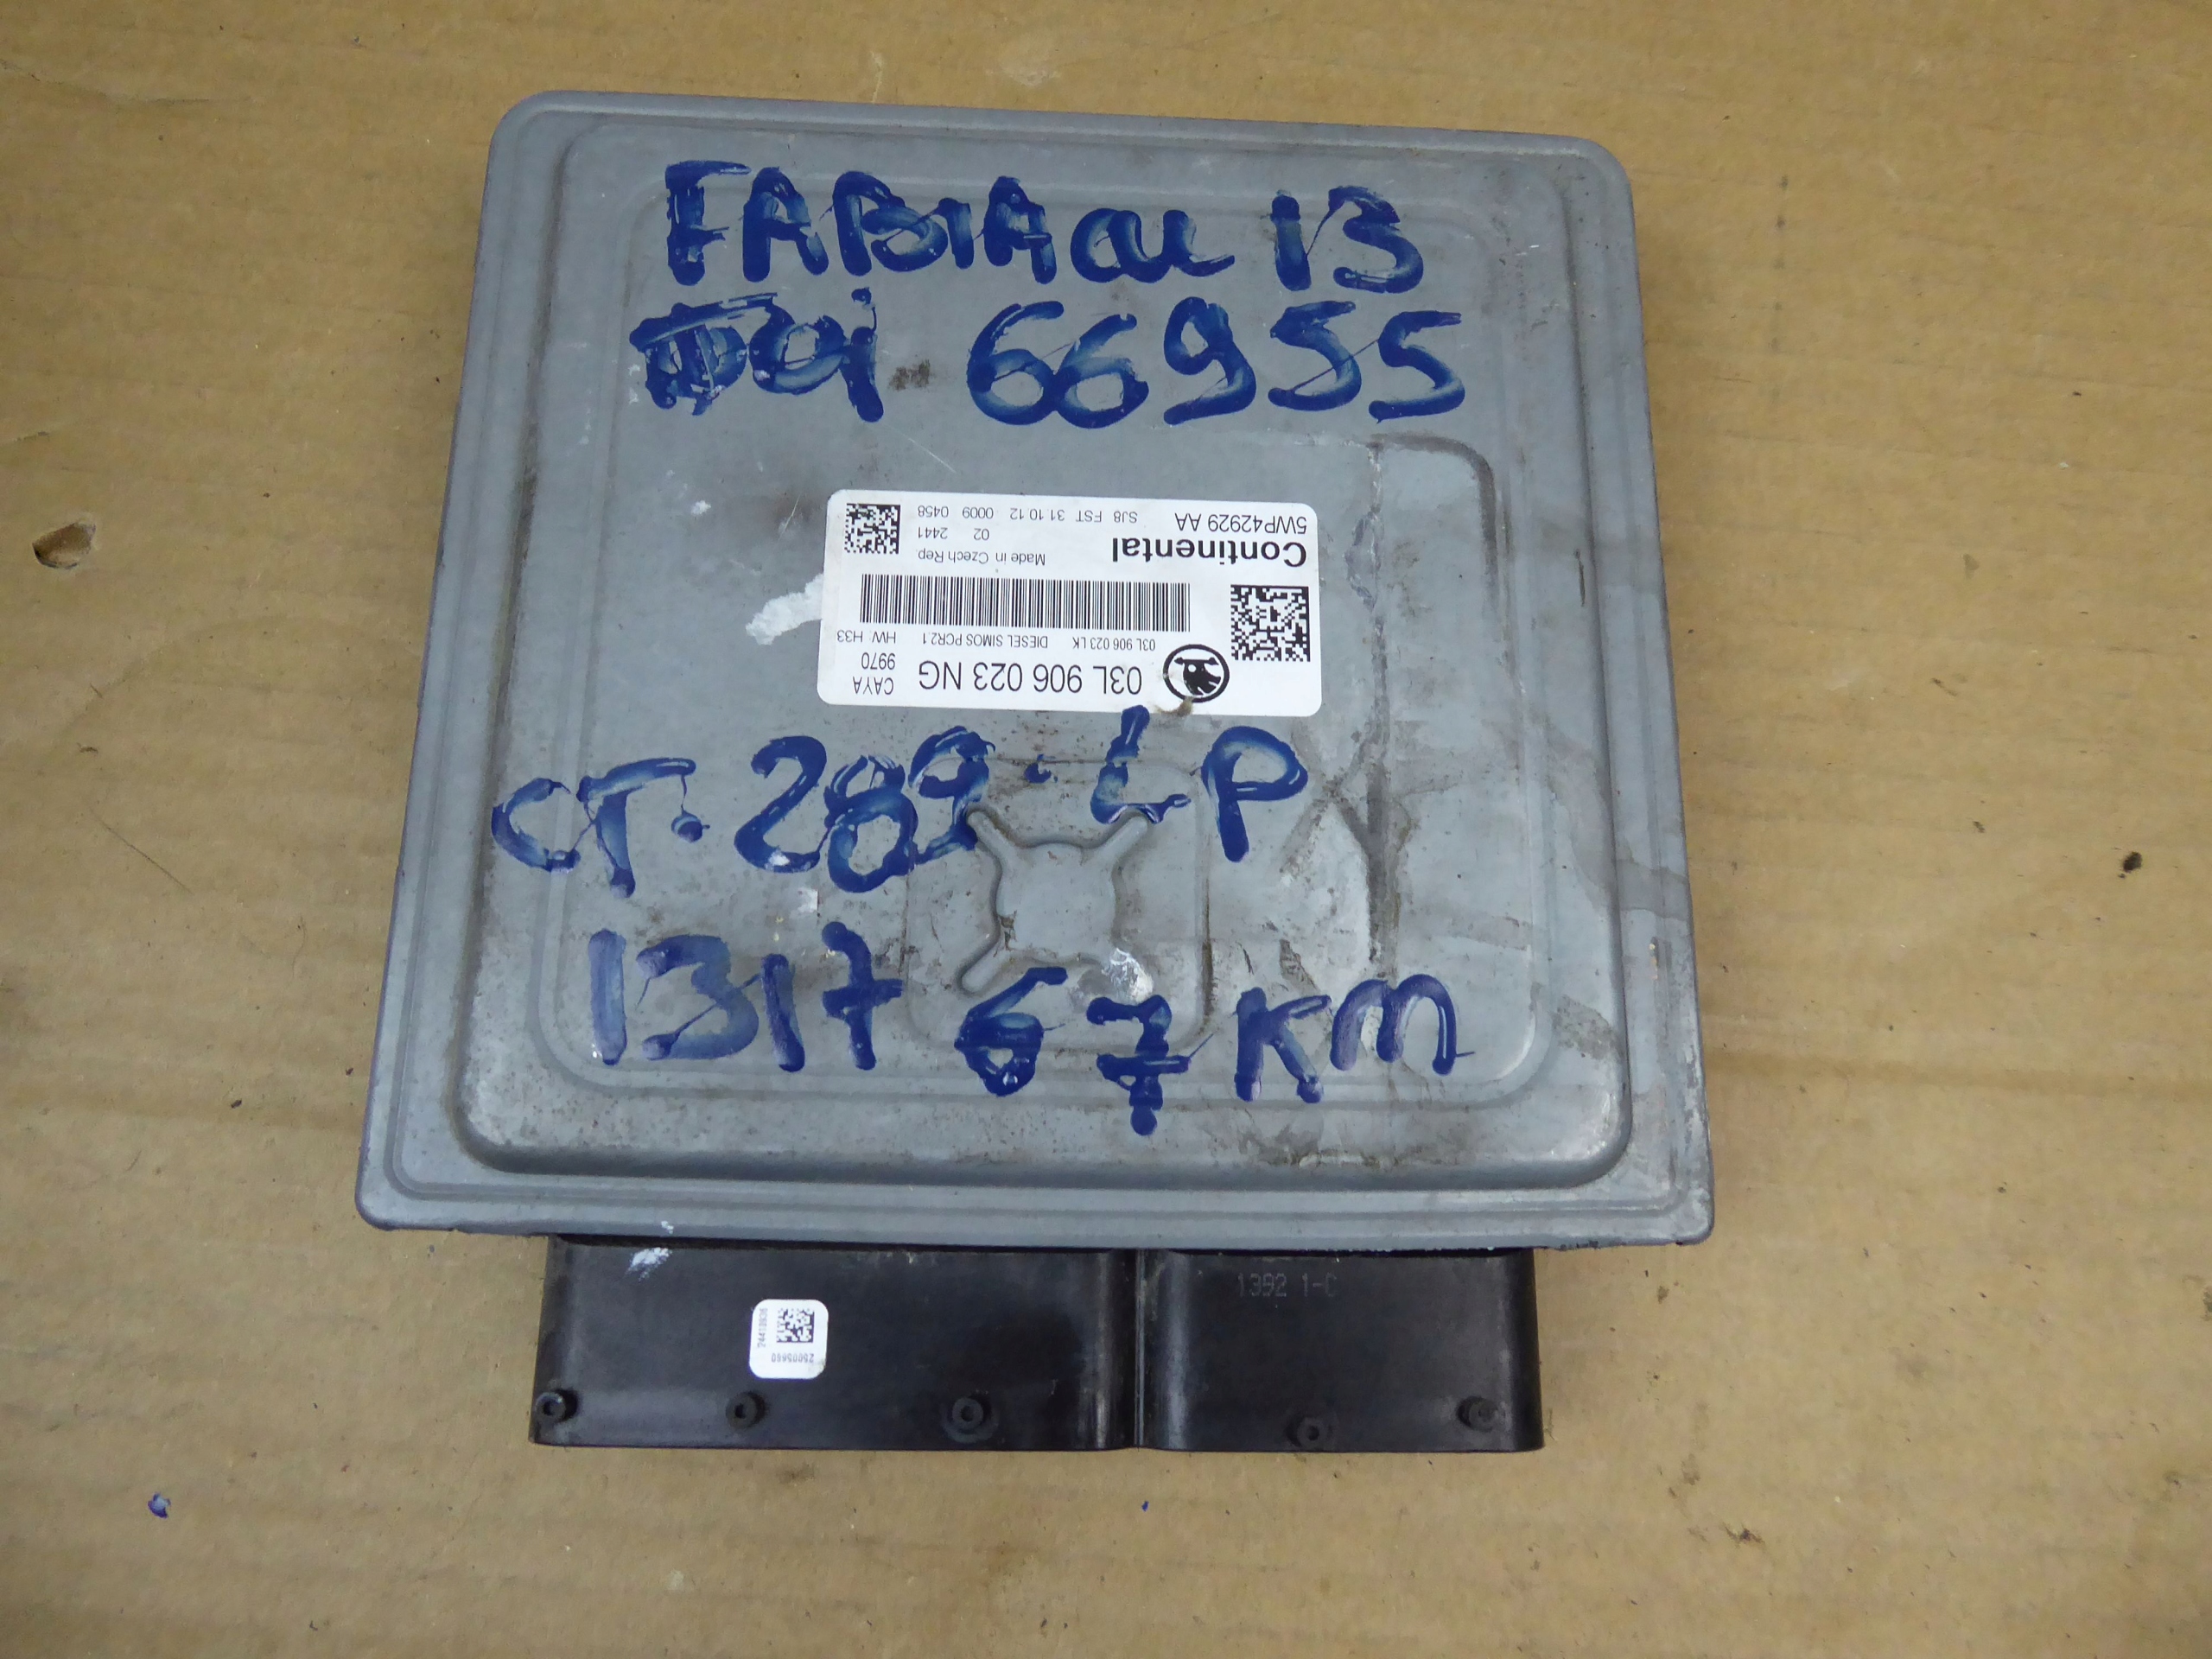 FABIA cu 13
TDI 66955
5WP42929 AA
SJ8 FST 31.10.12 0009 0458
Continental
02 2441
Made in Czech Rep.
03L 906 023 LK DIESEL SIMOS PCR2.1 HW: H33
03L 906 023 NG
CAYA
9970
CT. 289. LP
131767 KM
1392 1-C